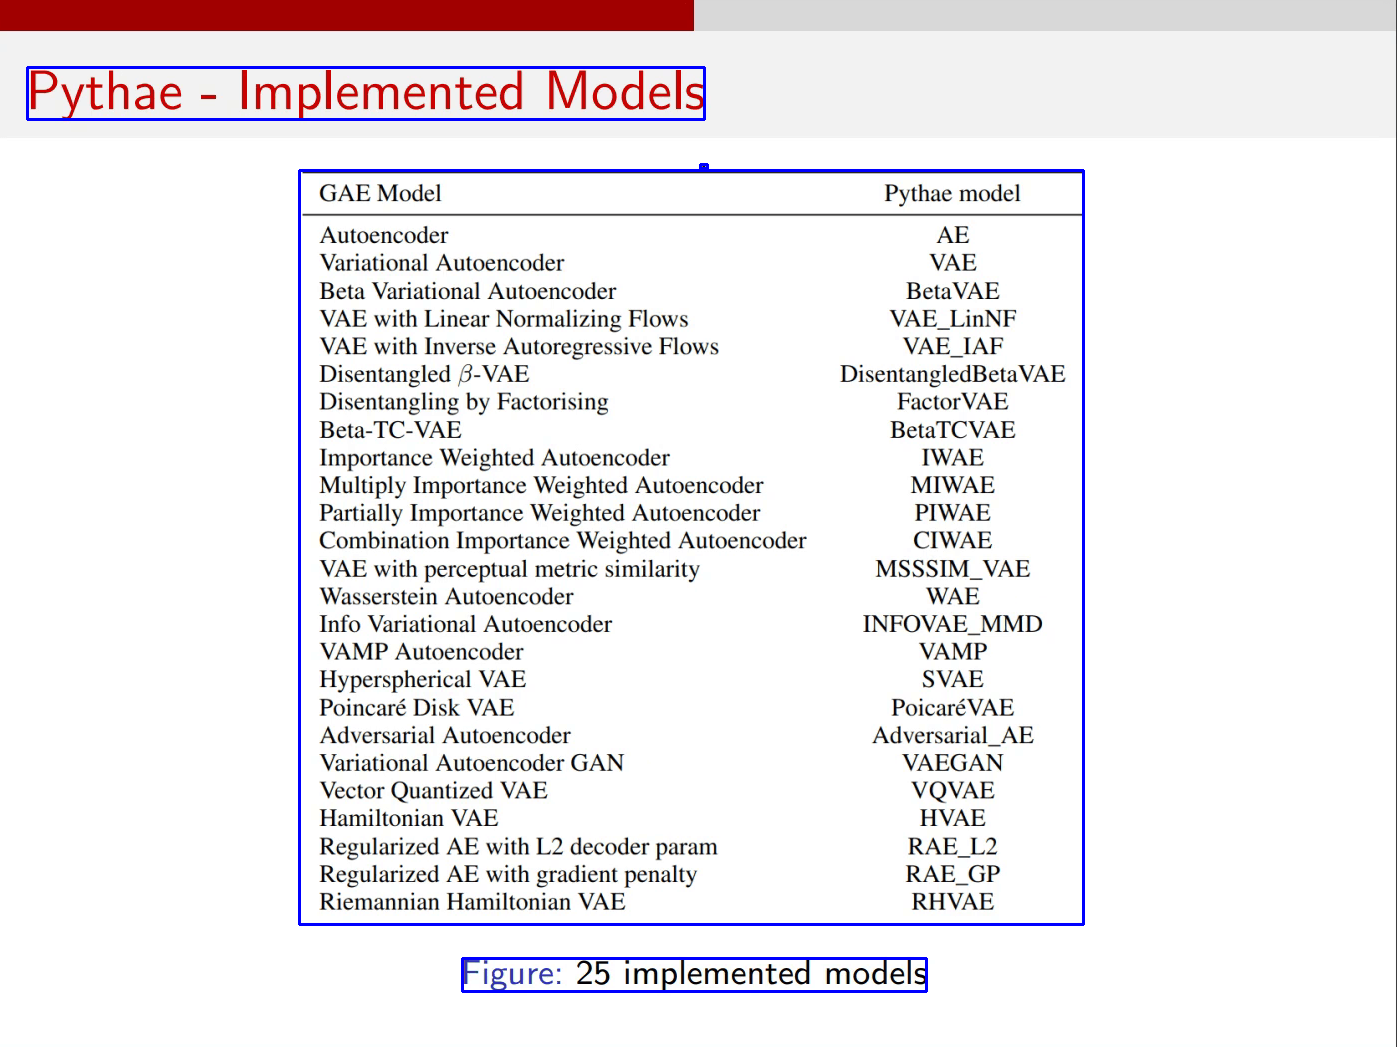 Pythae - Implemented Models
GAE Model Pythae model
Autoencoder AE
Variational Autoencoder VAE
Beta Variational Autoencoder BetaVAE
VAE with Linear Normalizing Flows VAE_LinNF
VAE with Inverse Autoregressive Flows VAE_IAF
Disentangled β-VAE DisentangledBetaVAE
Disentangling by Factorising FactorVAE
Beta-TC-VAE BetaTCVAE
Importance Weighted Autoencoder IWAE
Multiply Importance Weighted Autoencoder MIWAE
Partially Importance Weighted Autoencoder PIWAE
Combination Importance Weighted Autoencoder CIWAE
VAE with perceptual metric similarity MSSSIM_VAE
Wasserstein Autoencoder WAE
Info Variational Autoencoder INFOVAE_MMD
VAMP Autoencoder VAMP
Hyperspherical VAE SVAE
Poincaré Disk VAE PoicaréVAE
Adversarial Autoencoder Adversarial_AE
Variational Autoencoder GAN VAEGAN
Vector Quantized VAE VQVAE
Hamiltonian VAE HVAE
Regularized AE with L2 decoder param RAE_L2
Regularized AE with gradient penalty RAE_GP
Riemannian Hamiltonian VAE RHVAE
Figure: 25 implemented models